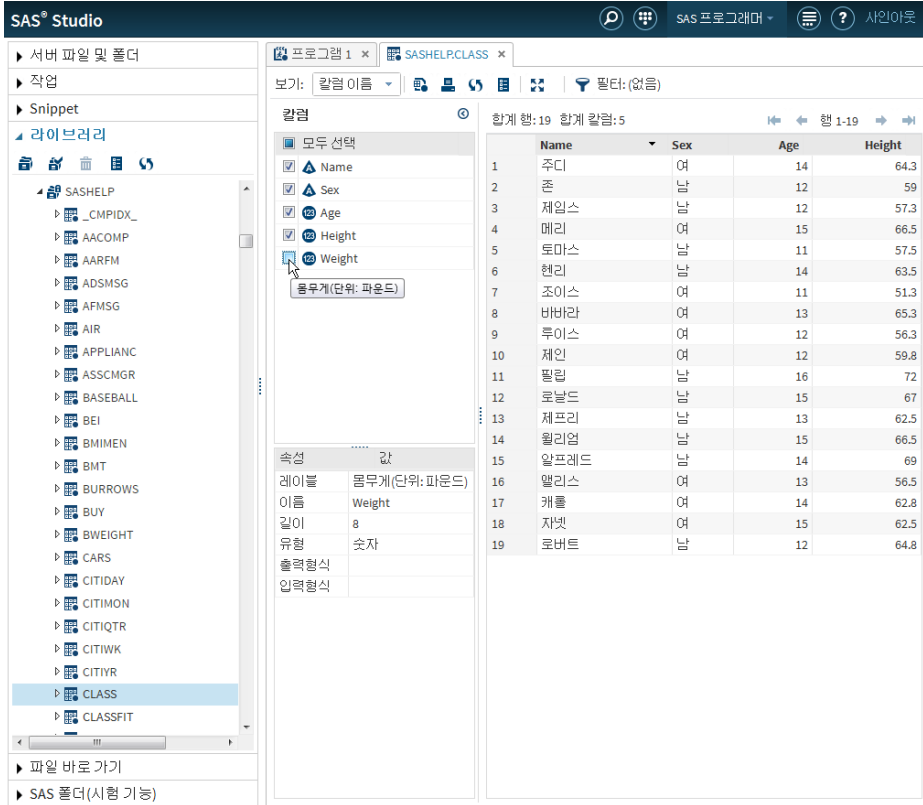 SAS® Studio
SAS 프로그래머
사인아웃
서버 파일 및 폴더
작업
Snippet
라이브러리
SASHELP
_CMPIDX_
AACOMP
AARFM
ADSMSG
AFMSG
AIR
APPLIANC
ASSCMGR
BASEBALL
BEI
BMIMEN
BMT
BURROWS
BUY
BWEIGHT
CARS
CITIDAY
CITIMON
CITIQTR
CITIWK
CITIYR
CLASS
CLASSFIT
파일 바로 가기
SAS 폴더(시험 기능)
프로그램 1
SASHELP.CLASS
보기: 칼럼 이름
필터: (없음)
칼럼
모두 선택
Name
Sex
Age
Height
Weight
몸무게(단위: 파운드)
속성 값
레이블 몸무게(단위: 파운드)
이름 Weight
길이 8
유형 숫자
출력형식
입력형식
합계 행: 19 합계 칼럼: 5
행 1-19
Name Sex Age Height
1 주디 여 14 64.3
2 존 남 12 59
3 제임스 남 12 57.3
4 메리 여 15 66.5
5 토마스 남 11 57.5
6 헨리 남 14 63.5
7 조이스 여 11 51.3
8 바바라 여 13 65.3
9 루이스 여 12 56.3
10 제인 여 12 59.8
11 필립 남 16 72
12 로날드 남 15 67
13 제프리 남 13 62.5
14 윌리엄 남 15 66.5
15 알프레드 남 14 69
16 앨리스 여 13 56.5
17 캐롤 여 14 62.8
18 자넷 여 15 62.5
19 로버트 남 12 64.8